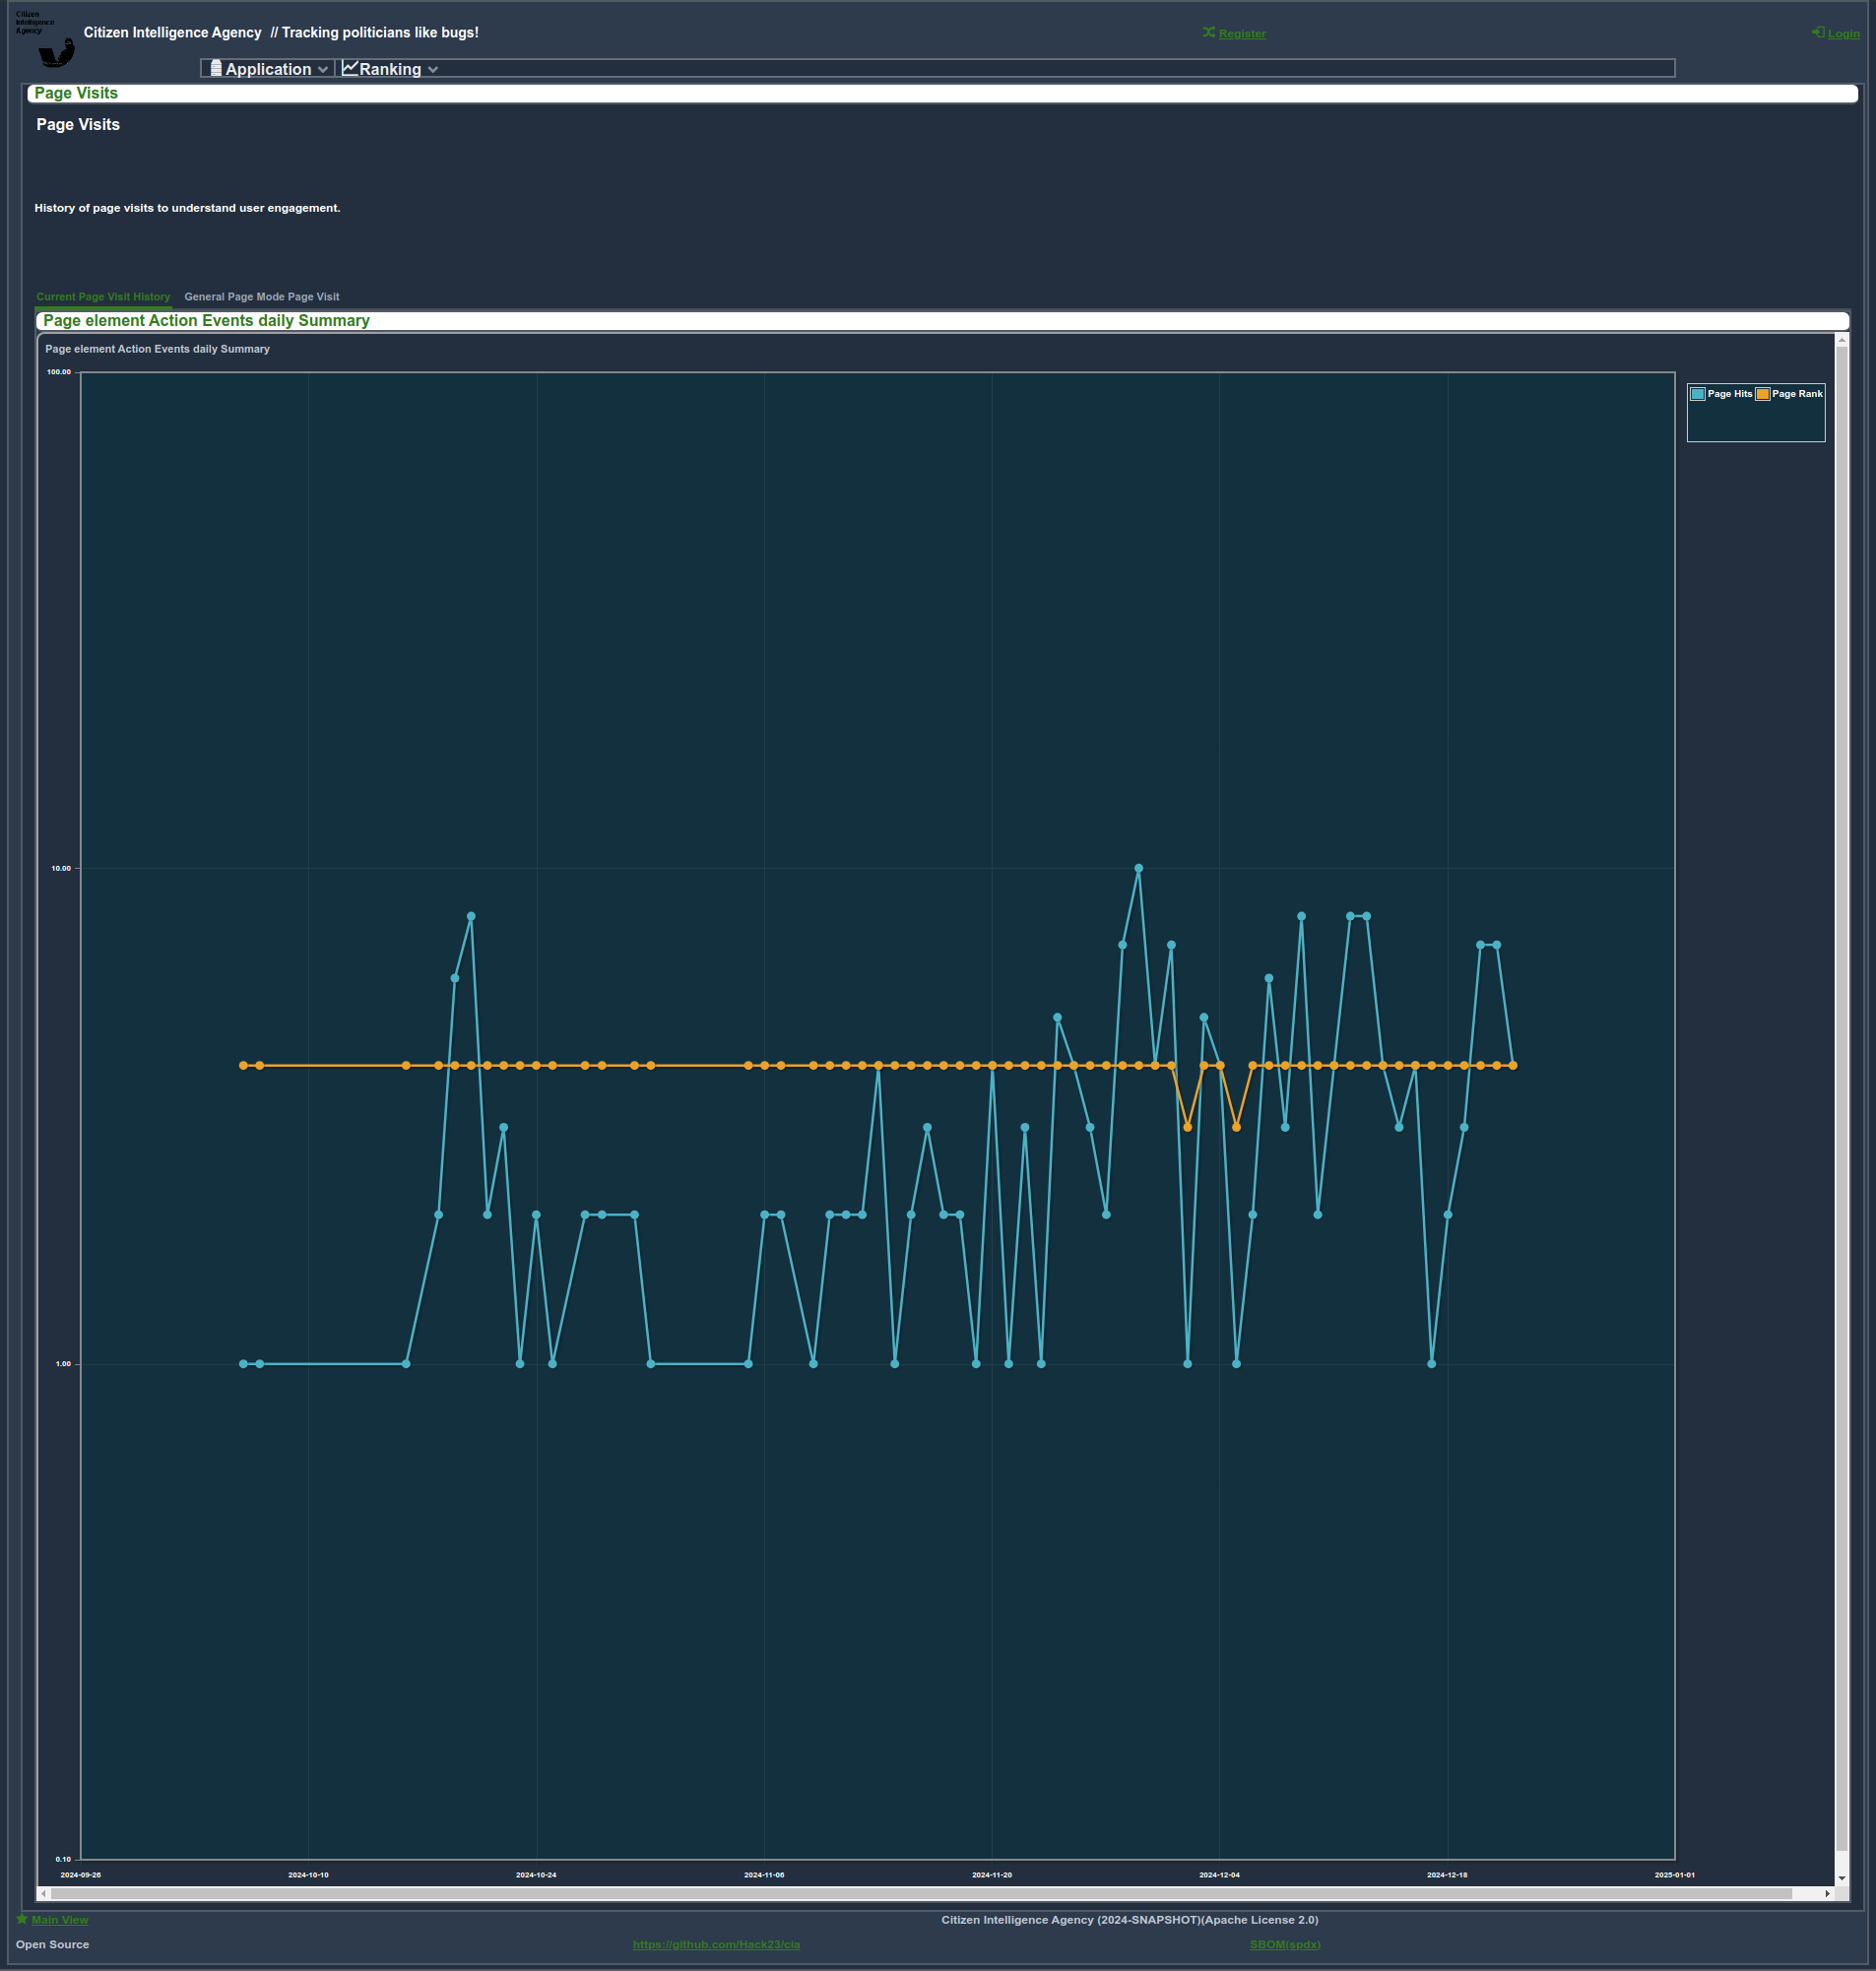 Citizen
Intelligence
Agency
Citizen Intelligence Agency // Tracking politicians like bugs!
Register
Login
Application
Ranking
Page Visits
Page Visits
History of page visits to understand user engagement.
Current Page Visit History
General Page Mode Page Visit
Page element Action Events daily Summary
Page element Action Events daily Summary
100.00
Page Hits
Page Rank
10.00
1.00
0.10
2024-09-26
2024-10-10
2024-10-24
2024-11-06
2024-11-20
2024-12-04
2024-12-18
2025-01-01
Main View
Citizen Intelligence Agency (2024-SNAPSHOT)(Apache License 2.0)
Open Source
https://github.com/Hack23/cia
SBOM(spdx)